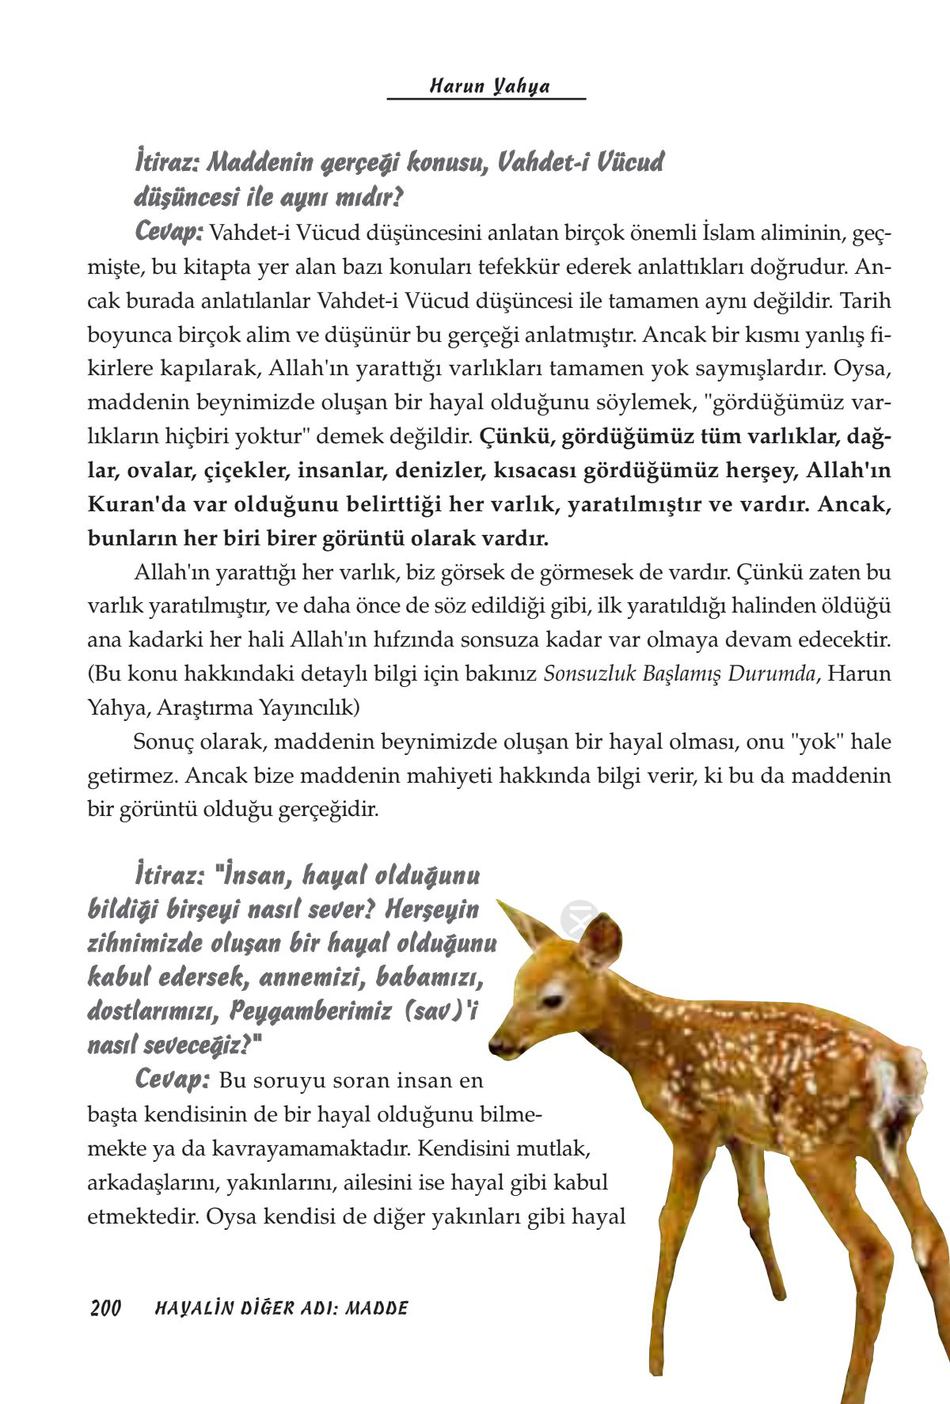 Harun Yahya
İtiraz: Maddenin gerçeği konusu, Vahdet-i Vücud
düşüncesi ile aynı mıdır?
Cevap: Vahdet-i Vücud düşüncesini anlatan birçok önemli İslam aliminin, geç-
mişte, bu kitapta yer alan bazı konuları tefekkür ederek anlattıkları doğrudur. An-
cak burada anlatılanlar Vahdet-i Vücud düşüncesi ile tamamen aynı değildir. Tarih
boyunca birçok alim ve düşünür bu gerçeği anlatmıştır. Ancak bir kısmı yanlış fi-
kirlere kapılarak, Allah'ın yarattığı varlıkları tamamen yok saymışlardır. Oysa,
maddenin beynimizde oluşan bir hayal olduğunu söylemek, "gördüğümüz var-
lıkların hiçbiri yoktur" demek değildir. Çünkü, gördüğümüz tüm varlıklar, dağ-
lar, ovalar, çiçekler, insanlar, denizler, kısacası gördüğümüz herşey, Allah'ın
Kuran'da var olduğunu belirttiği her varlık, yaratılmıştır ve vardır. Ancak,
bunların her biri birer görüntü olarak vardır.
Allah'ın yarattığı her varlık, biz görsek de görmesek de vardır. Çünkü zaten bu
varlık yaratılmıştır, ve daha önce de söz edildiği gibi, ilk yaratıldığı halinden öldüğü
ana kadarki her hali Allah'ın hıfzında sonsuza kadar var olmaya devam edecektir.
(Bu konu hakkındaki detaylı bilgi için bakınız Sonsuzluk Başlamış Durumda, Harun
Yahya, Araştırma Yayıncılık)
Sonuç olarak, maddenin beynimizde oluşan bir hayal olması, onu "yok" hale
getirmez. Ancak bize maddenin mahiyeti hakkında bilgi verir, ki bu da maddenin
bir görüntü olduğu gerçeğidir.
İtiraz: "İnsan, hayal olduğunu
bildiği birşeyi nasıl sever? Herşeyin
zihnimizde oluşan bir hayal olduğunu
kabul edersek, annemizi, babamızı,
dostlarımızı, Peygamberimiz (sav)'i
nasıl seveceğiz?"
Cevap: Bu soruyu soran insan en
başta kendisinin de bir hayal olduğunu bilme-
mekte ya da kavrayamamaktadır. Kendisini mutlak,
arkadaşlarını, yakınlarını, ailesini ise hayal gibi kabul
etmektedir. Oysa kendisi de diğer yakınları gibi hayal
200 HAYALİN DİĞER ADI: MADDE